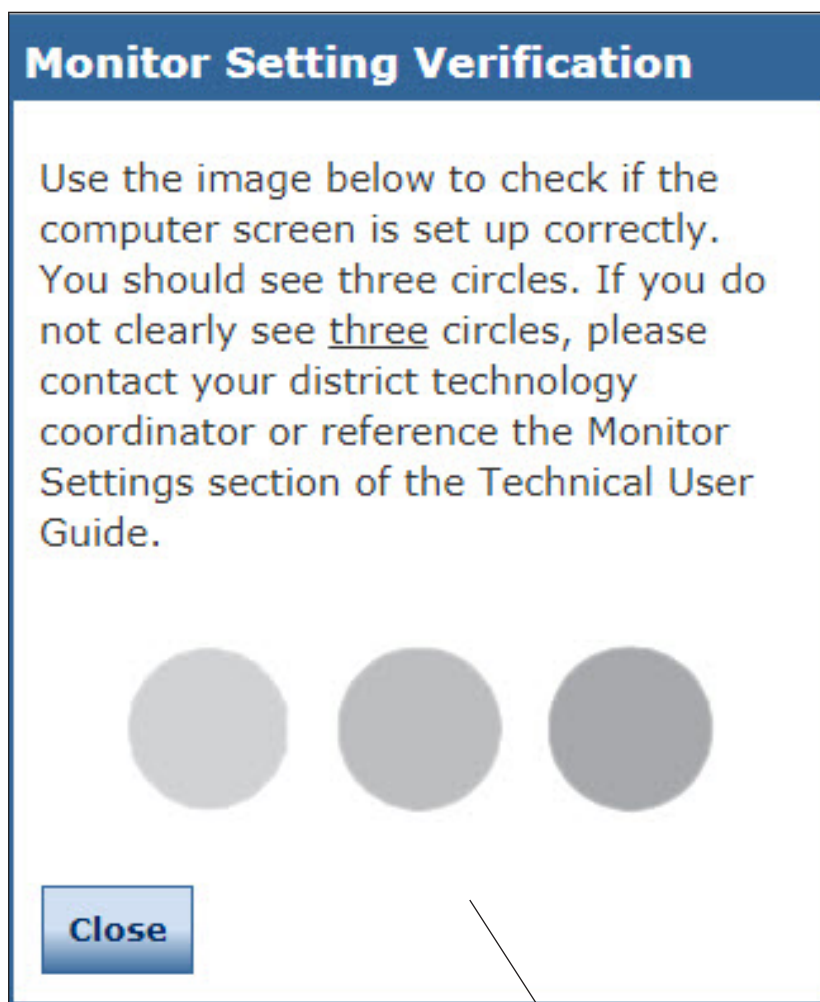 Monitor Setting Verification
Use the image below to check if the
computer screen is set up correctly.
You should see three circles. If you do
not clearly see three circles, please
contact your district technology
coordinator or reference the Monitor
Settings section of the Technical User
Guide.
Close